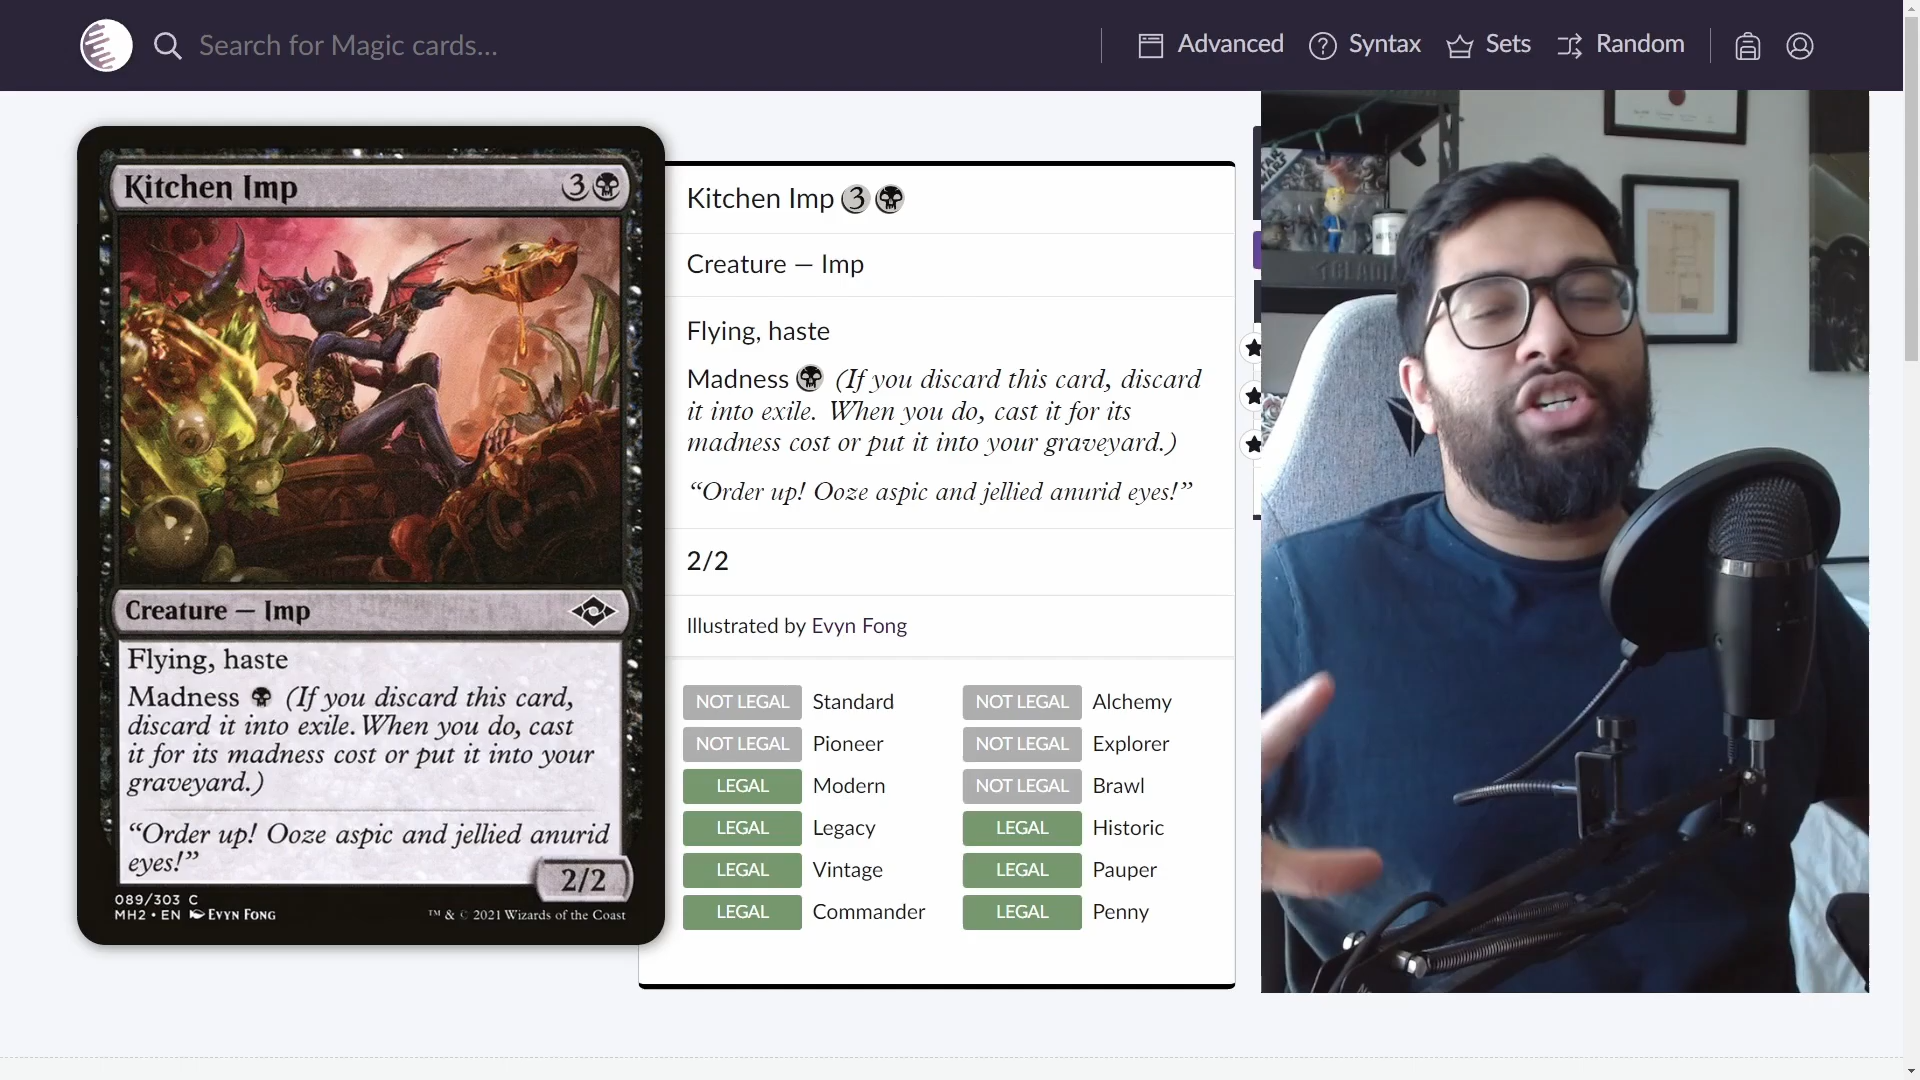 Search for Magic cards...
Advanced
Syntax
Sets
Random
Kitchen Imp 3
Creature — Imp
Flying, haste
Madness (If you discard this card,
discard it into exile. When you do, cast
it for its madness cost or put it into your
graveyard.)
“Order up! Ooze aspic and jellied anurid
eyes!”
2/2
089/303 C
MH2 • EN Evyn Fong
™ & © 2021 Wizards of the Coast
Kitchen Imp 3
Creature — Imp
Flying, haste
Madness (If you discard this card, discard
it into exile. When you do, cast it for its
madness cost or put it into your graveyard.)
“Order up! Ooze aspic and jellied anurid eyes!”
2/2
Illustrated by Evyn Fong
NOT LEGAL Standard NOT LEGAL Alchemy
NOT LEGAL Pioneer NOT LEGAL Explorer
LEGAL Modern NOT LEGAL Brawl
LEGAL Legacy LEGAL Historic
LEGAL Vintage LEGAL Pauper
LEGAL Commander LEGAL Penny
STAR
WARS